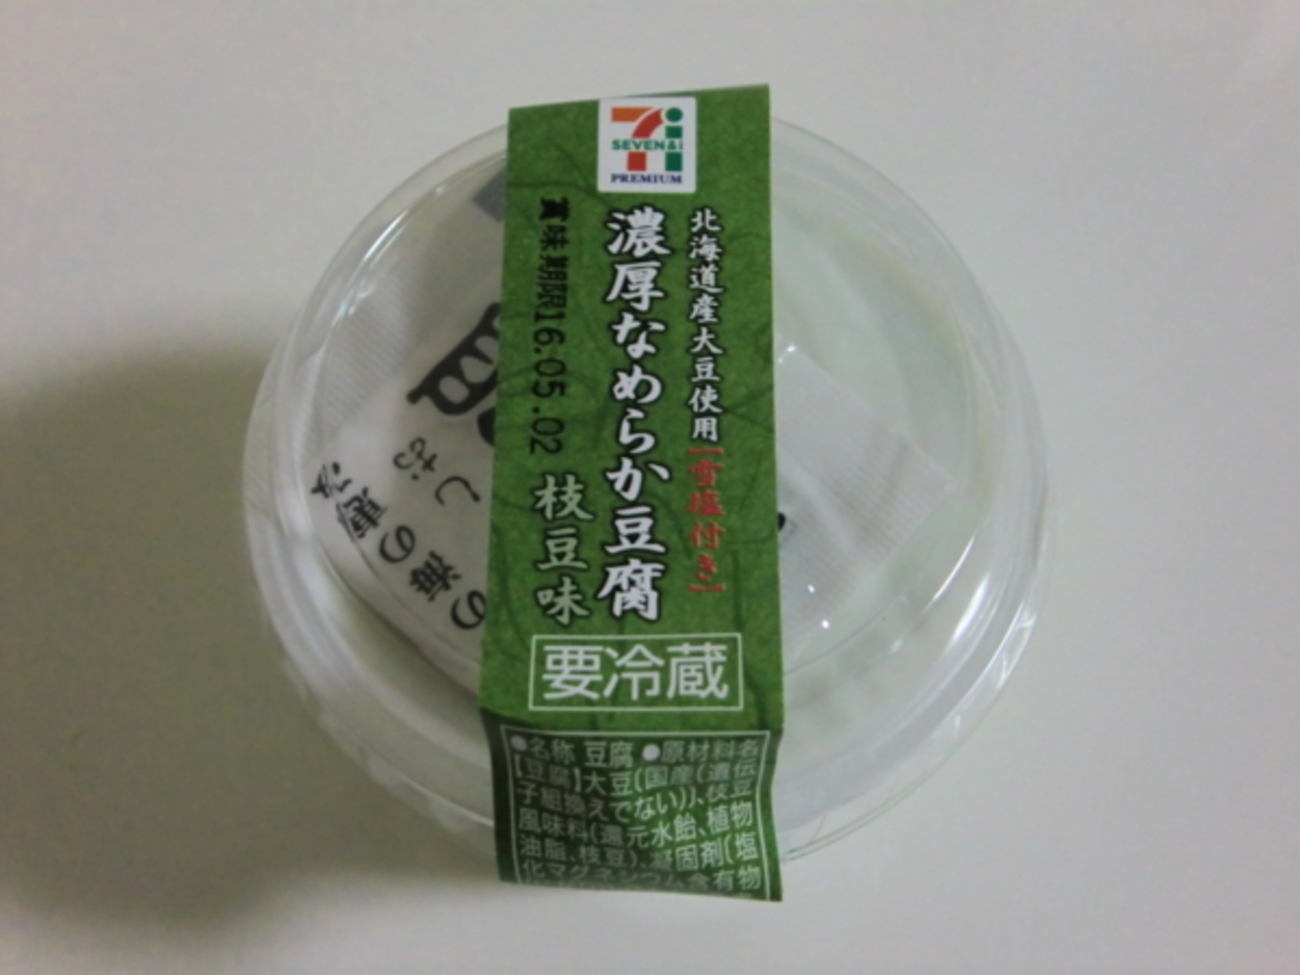 7i
SEVEN&i
PREMIUM
北海道産大豆使用
[雪塩付き]
濃厚なめらか豆腐
枝豆味
賞味期限16.05.02
要冷蔵
●名称 豆腐 ●原材料名
【豆腐】大豆(国産(遺伝
子組換えでない))、枝豆
風味料(還元水飴、植物
油脂、枝豆)、凝固剤(塩
化マグネシウム含有物